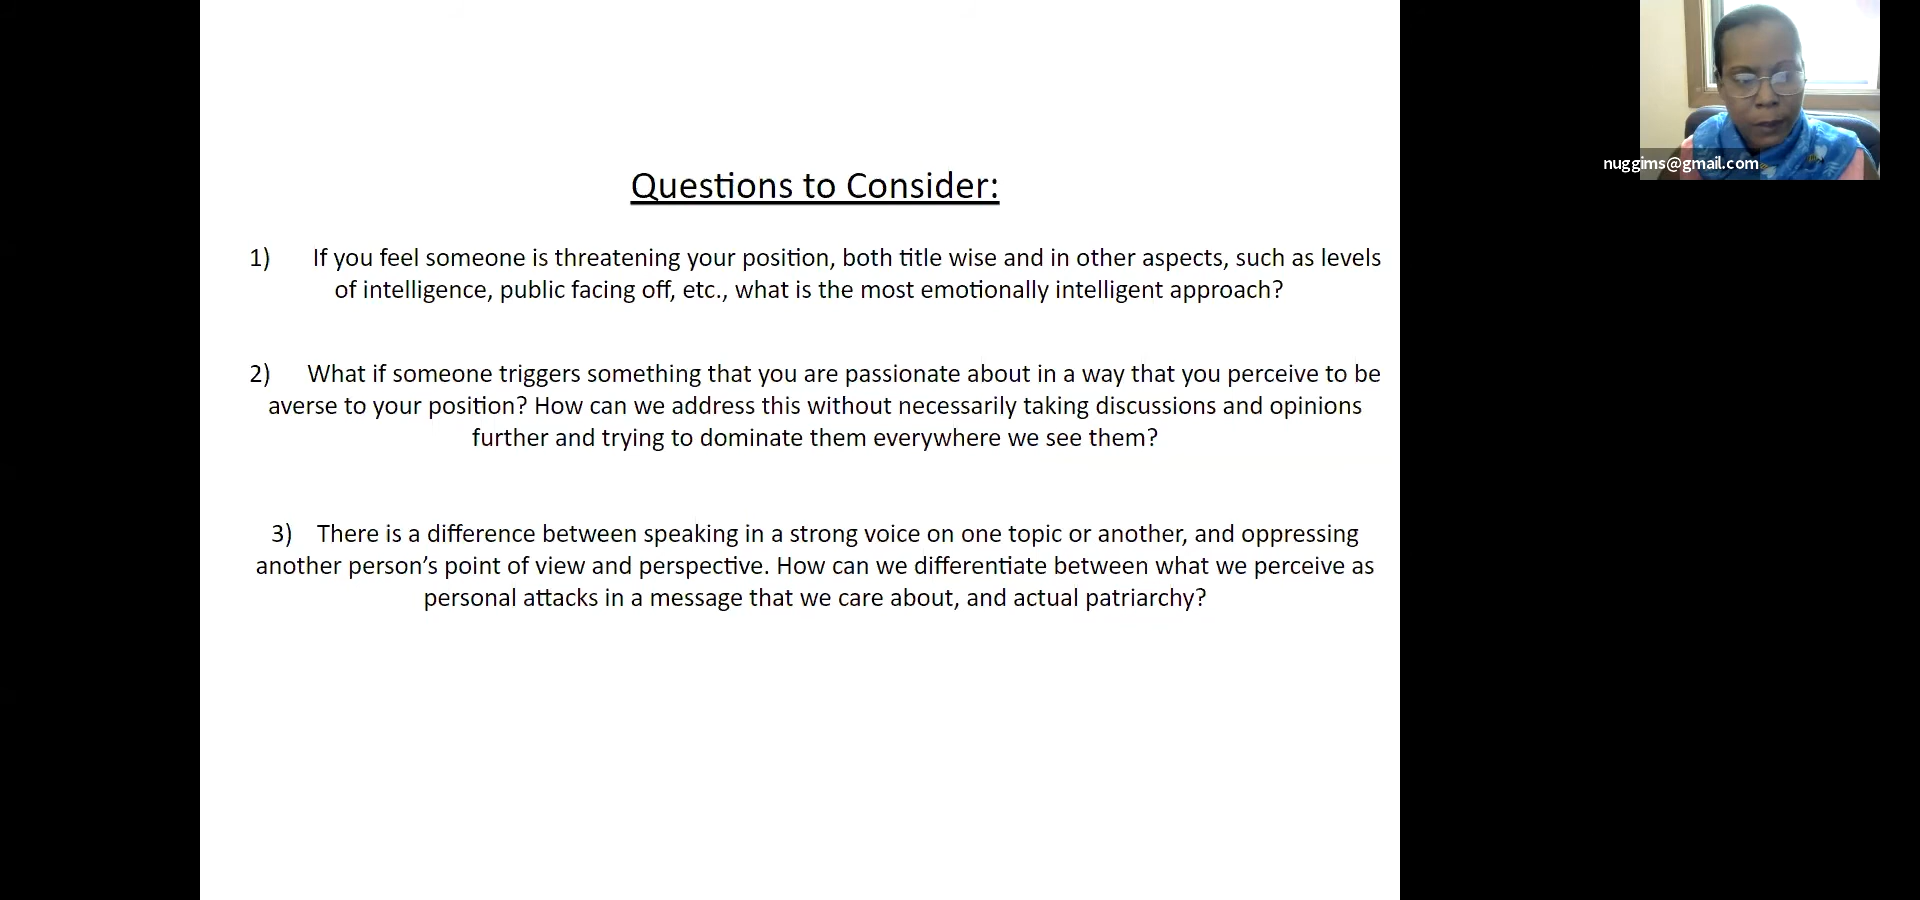 Questions to Consider:
1) If you feel someone is threatening your position, both title wise and in other aspects, such as levels
of intelligence, public facing off, etc., what is the most emotionally intelligent approach?
2) What if someone triggers something that you are passionate about in a way that you perceive to be
averse to your position? How can we address this without necessarily taking discussions and opinions
further and trying to dominate them everywhere we see them?
3) There is a difference between speaking in a strong voice on one topic or another, and oppressing
another person’s point of view and perspective. How can we differentiate between what we perceive as
personal attacks in a message that we care about, and actual patriarchy?
nuggims@gmail.com